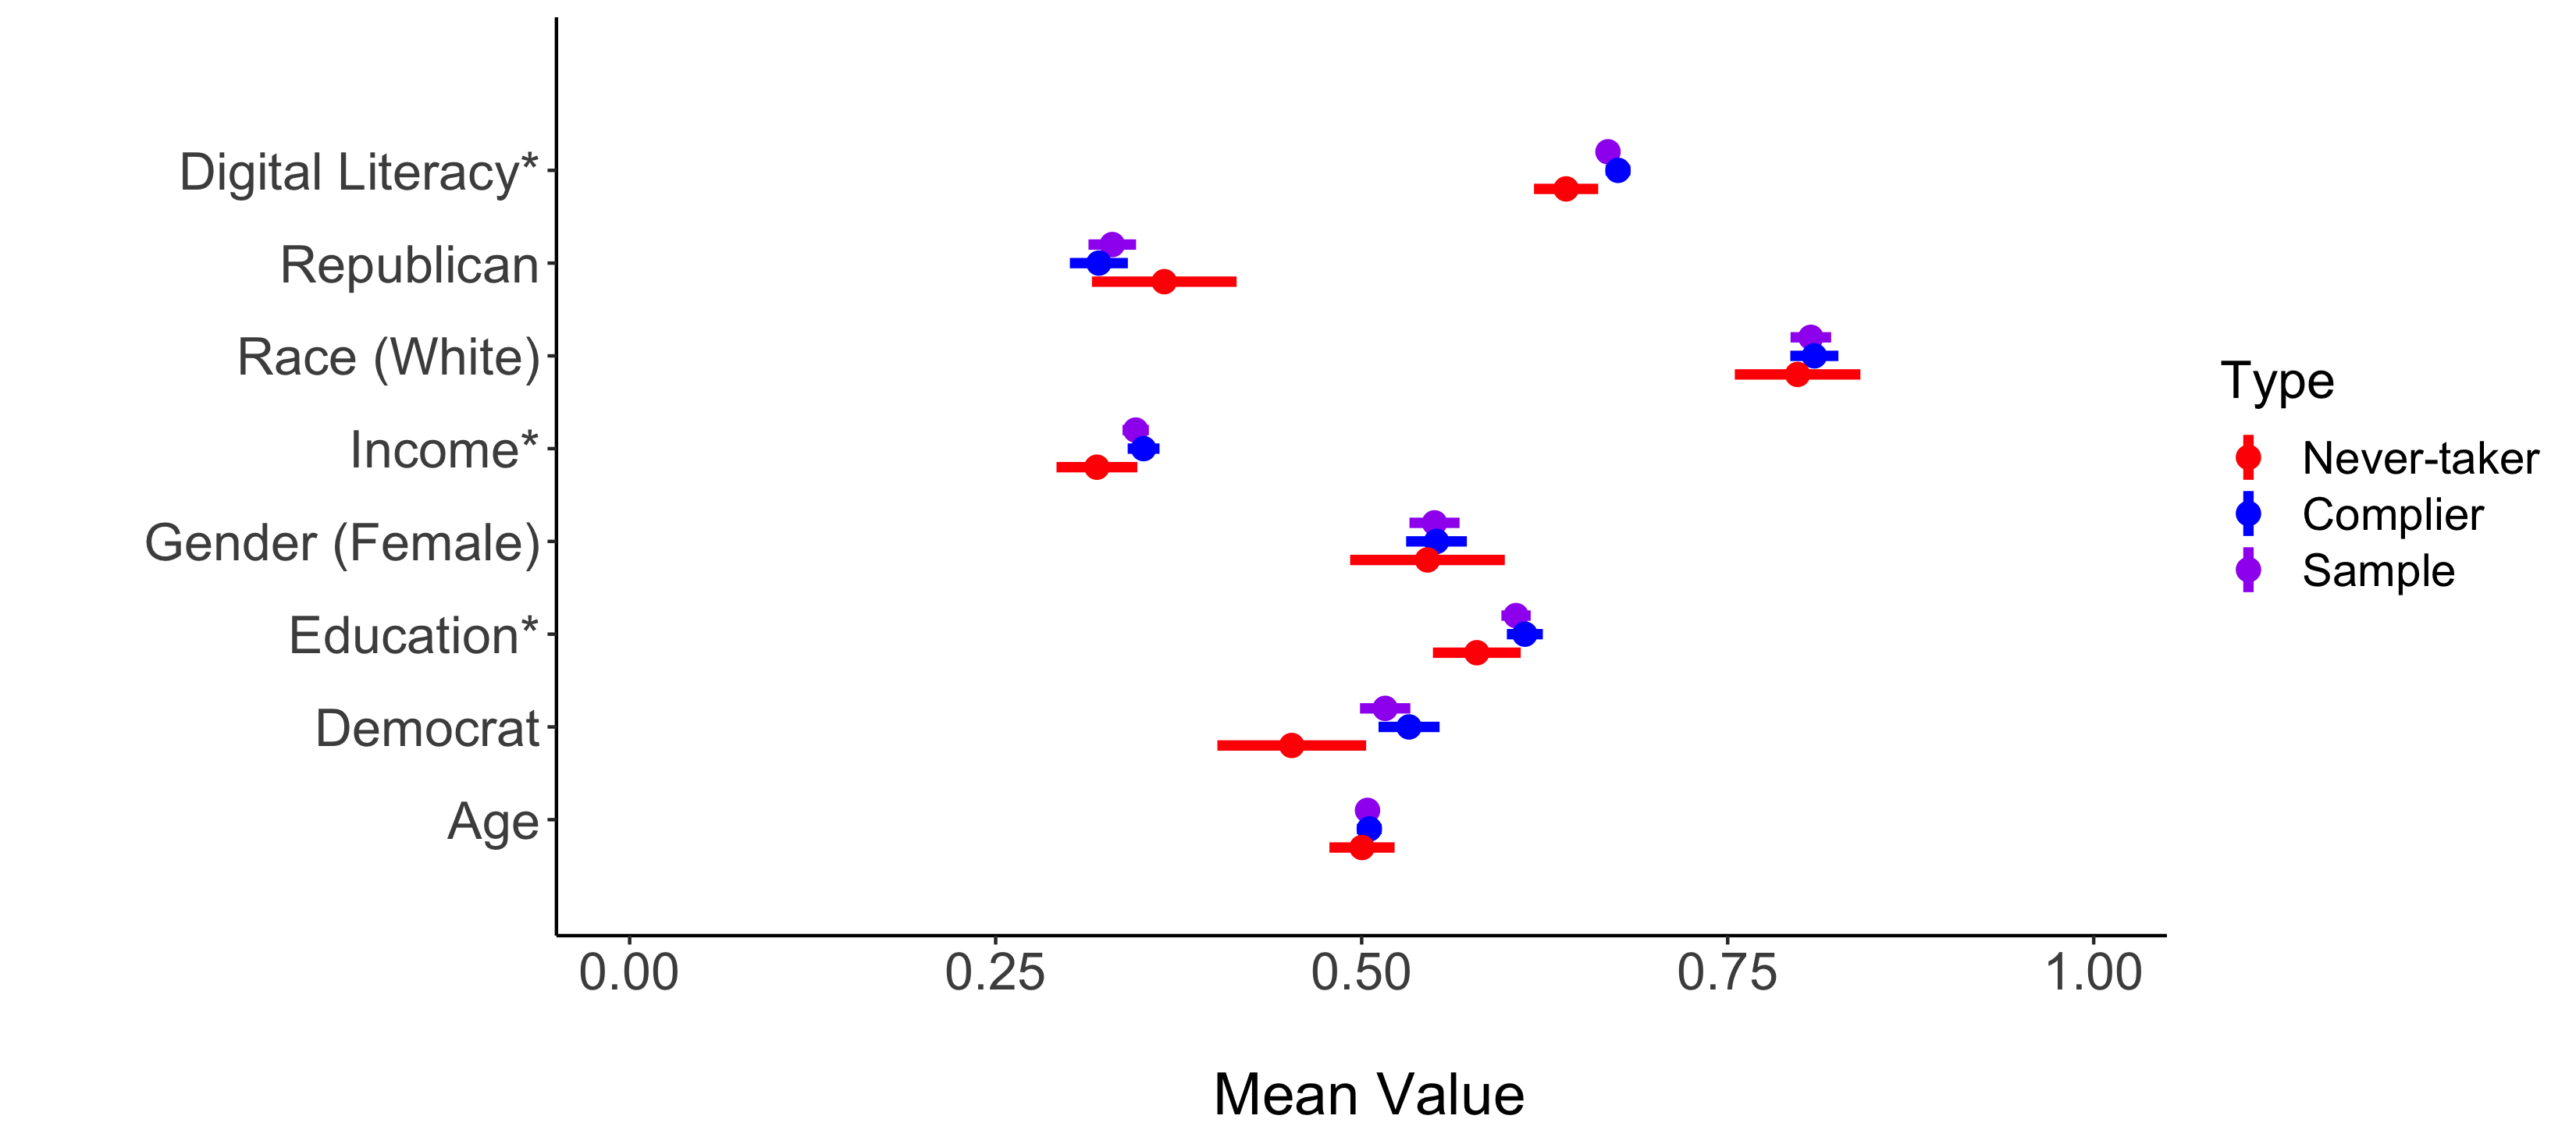 Digital Literacy*
Republican
Race (White)
Income*
Gender (Female)
Education*
Democrat
Age
0.00 0.25 0.50 0.75 1.00
Mean Value
Type
Never-taker
Complier
Sample